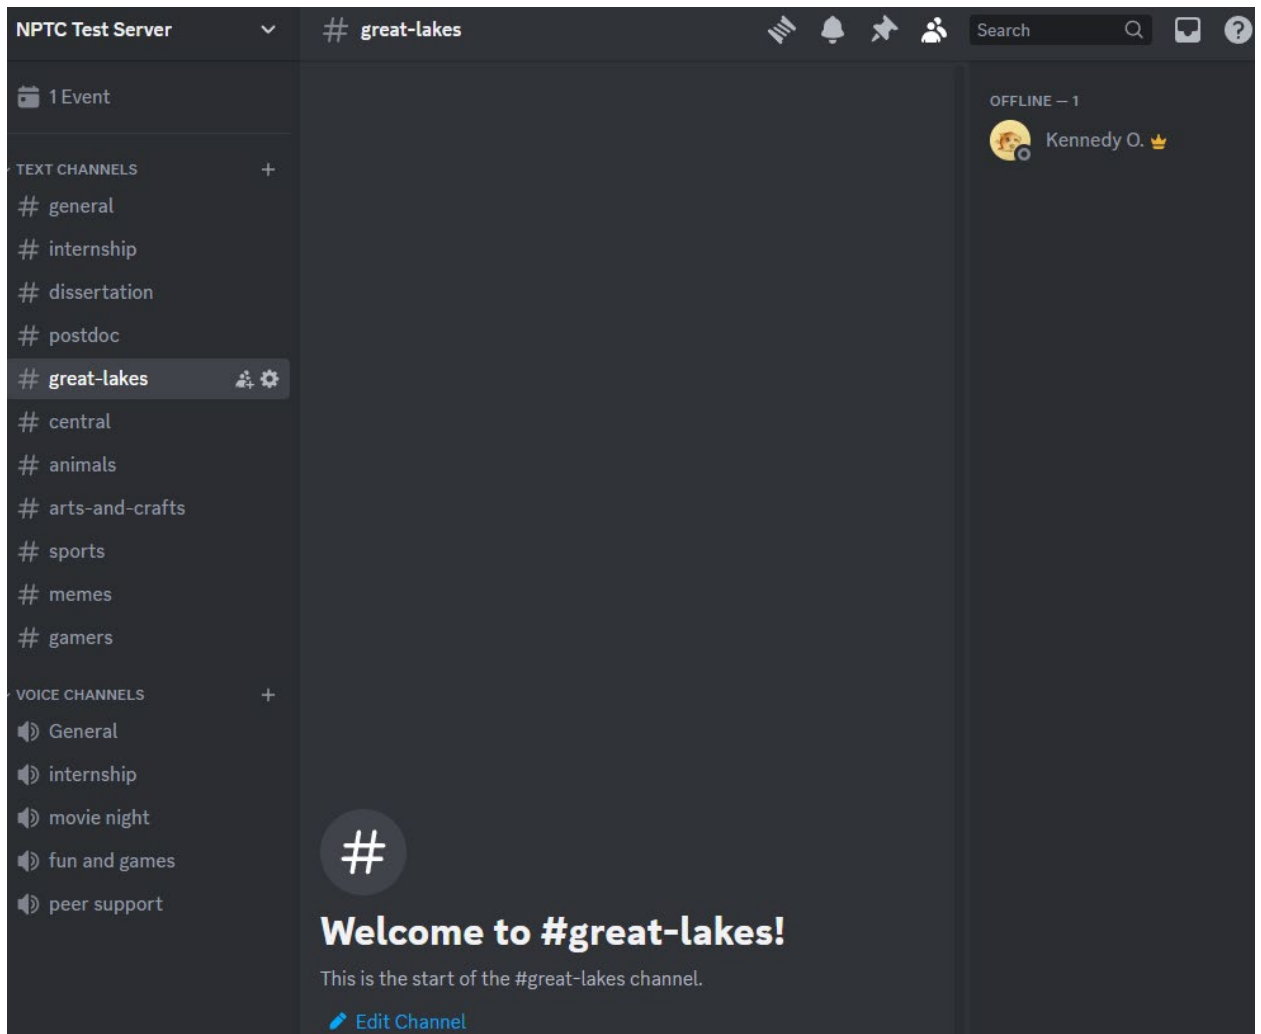 NPTC Test Server
1 Event
TEXT CHANNELS
# general
# internship
# dissertation
# postdoc
# great-lakes
# central
# animals
# arts-and-crafts
# sports
# memes
# gamers
VOICE CHANNELS
General
internship
movie night
fun and games
peer support
# great-lakes
Search
#
Welcome to #great-lakes!
This is the start of the #great-lakes channel.
Edit Channel
OFFLINE — 1
Kennedy O.